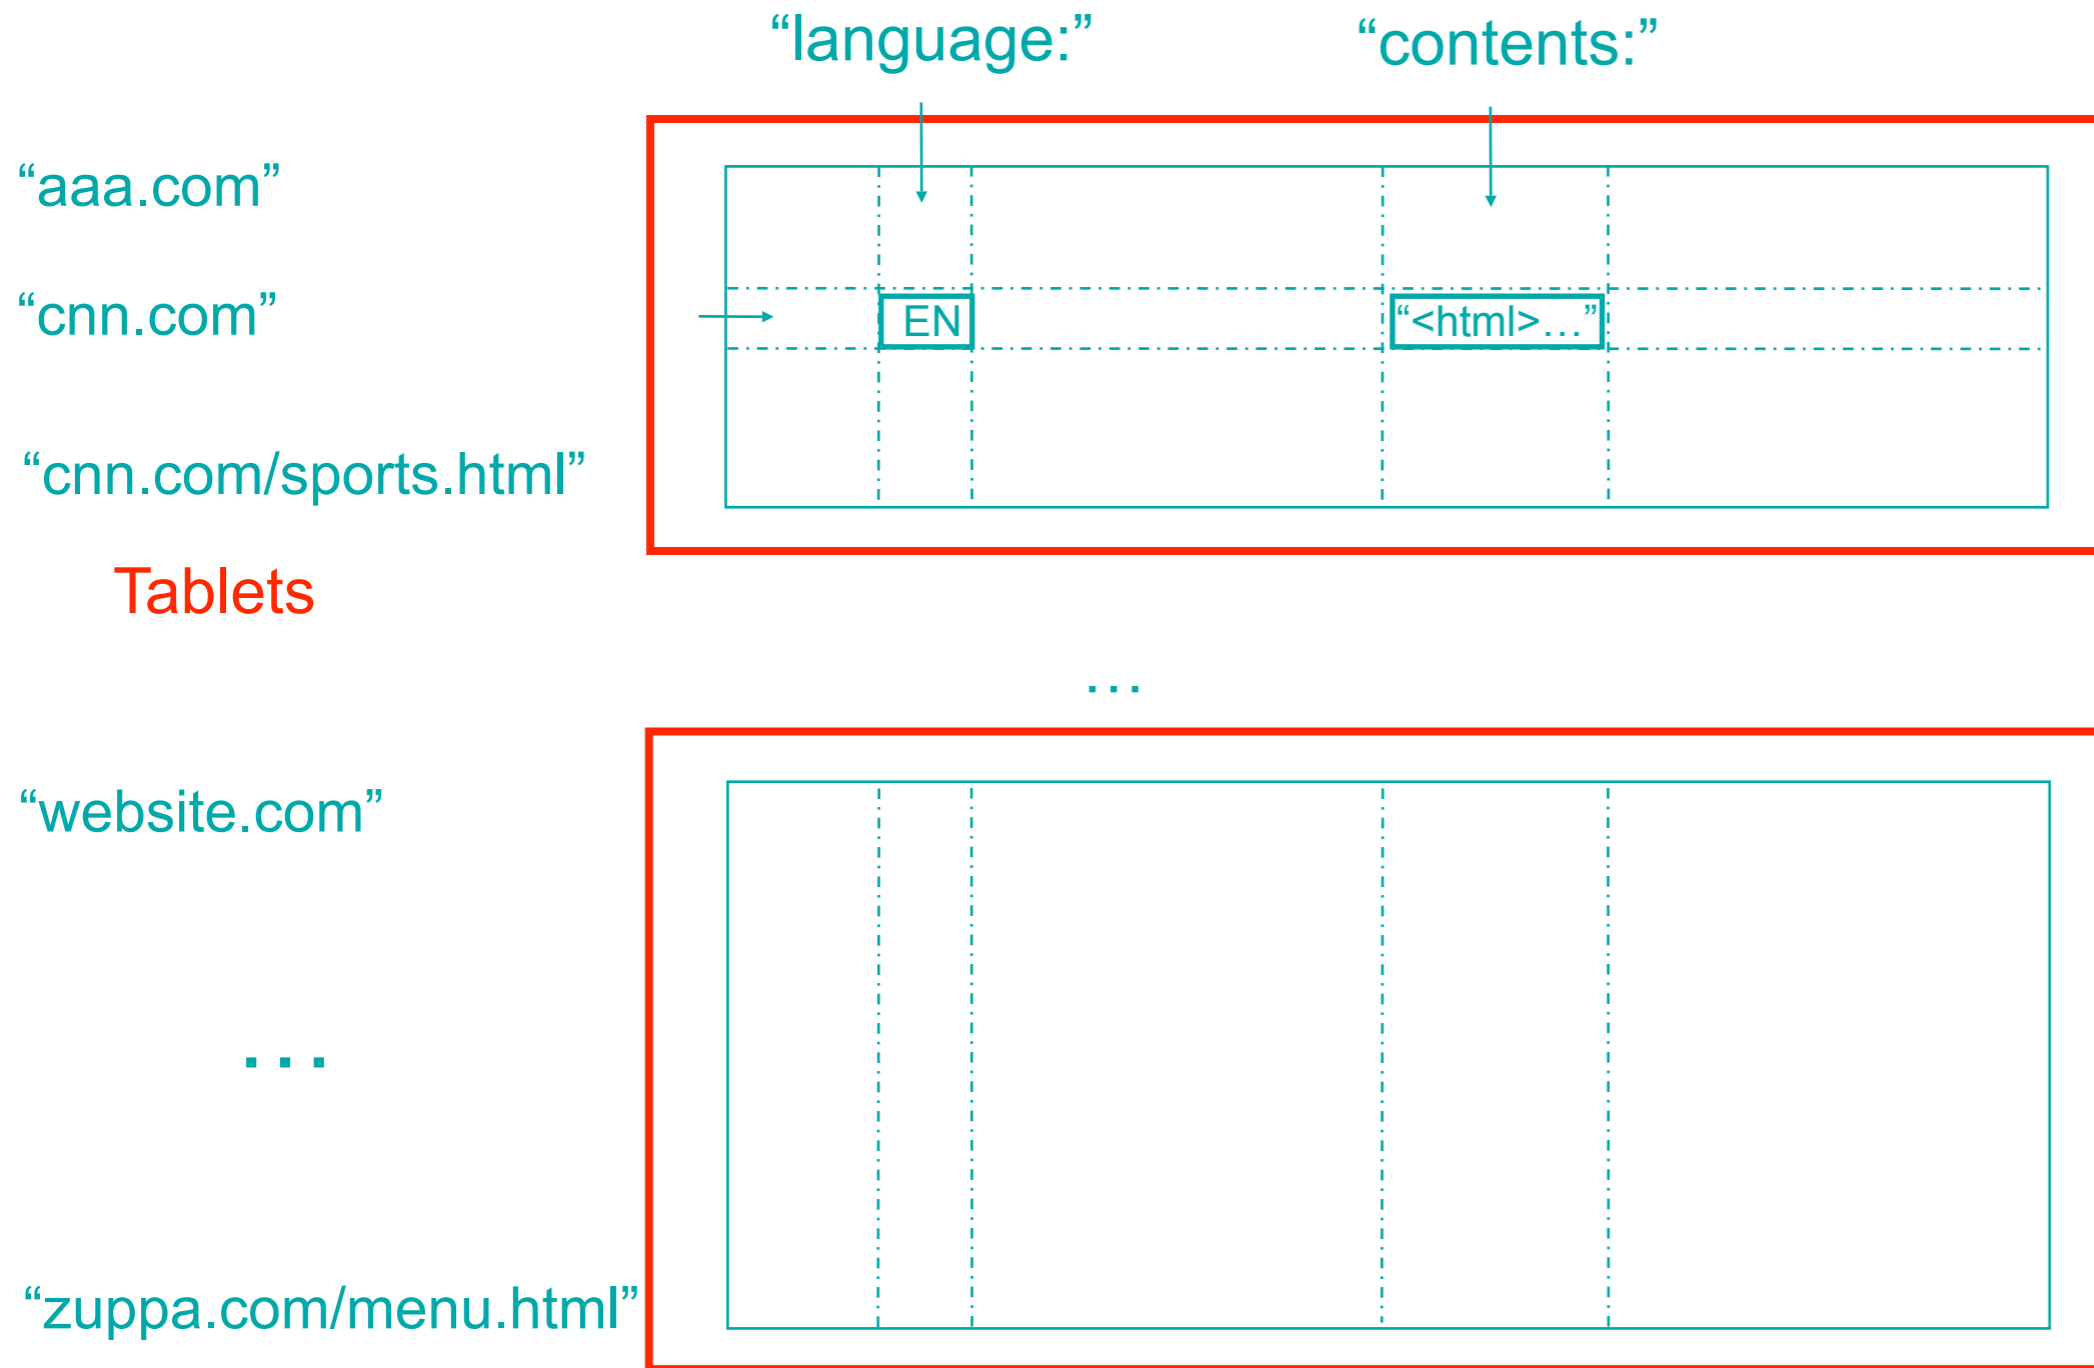 “language:” “contents:”
“aaa.com”
“cnn.com” EN “<html>…”
“cnn.com/sports.html”
Tablets
…
“website.com”
…
“zuppa.com/menu.html”